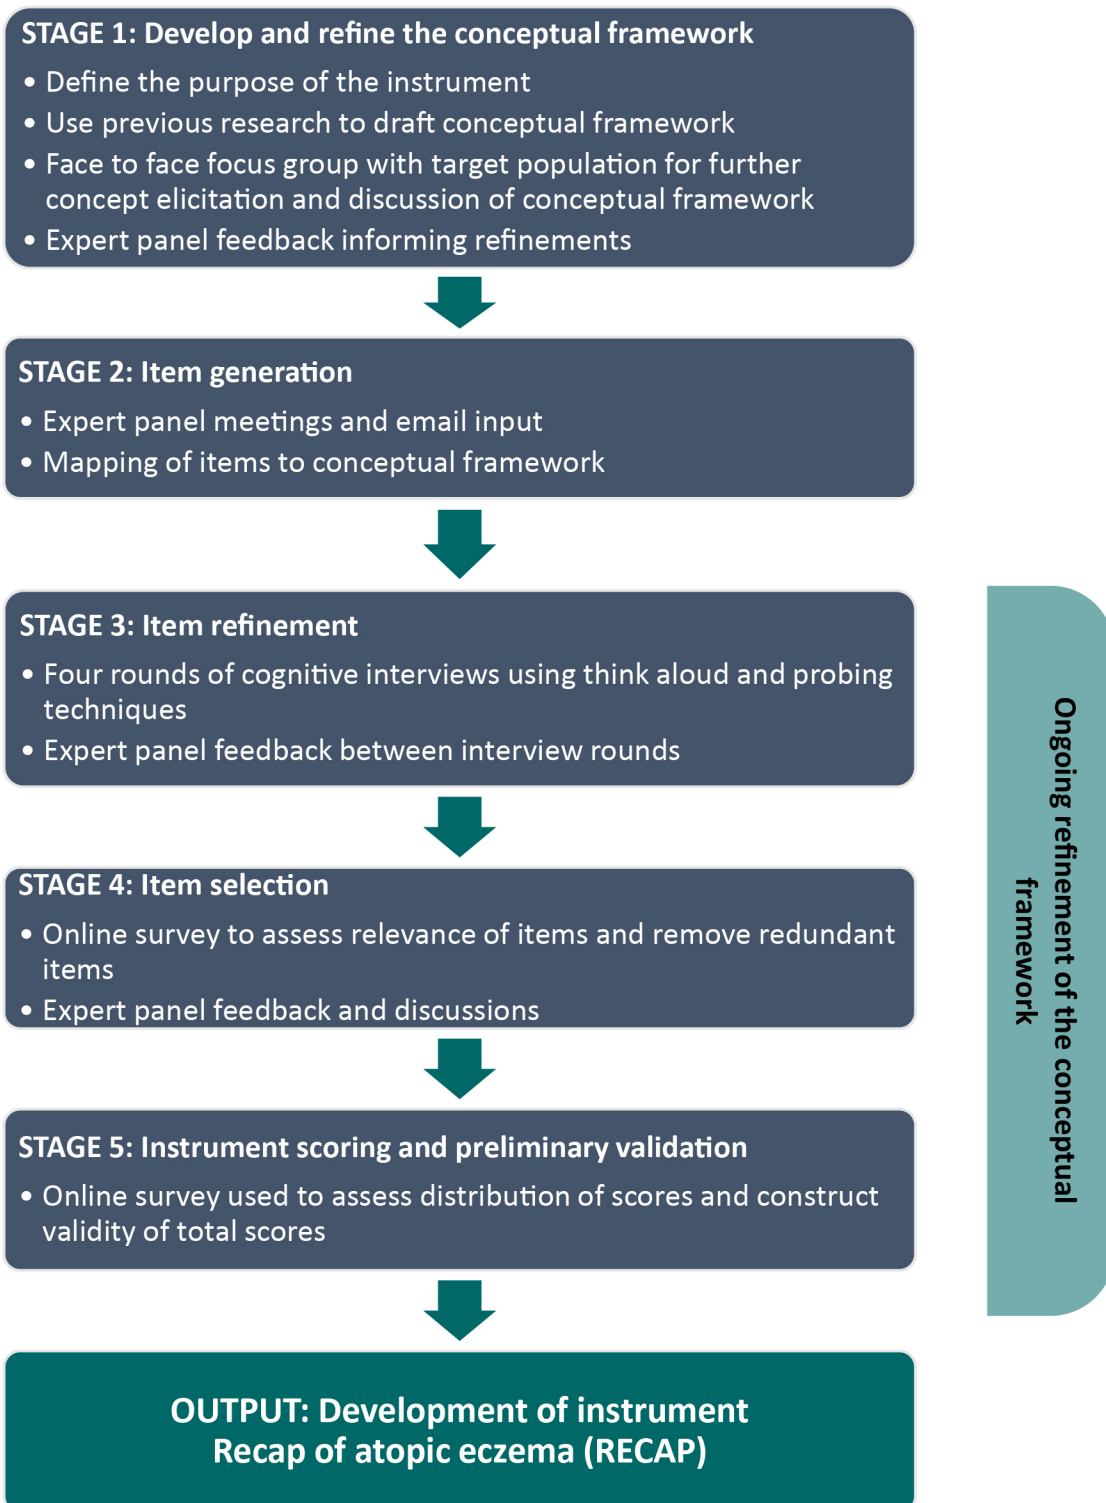 STAGE 1: Develop and refine the conceptual framework
• Define the purpose of the instrument
• Use previous research to draft conceptual framework
• Face to face focus group with target population for further
concept elicitation and discussion of conceptual framework
• Expert panel feedback informing refinements
STAGE 2: Item generation
• Expert panel meetings and email input
• Mapping of items to conceptual framework
STAGE 3: Item refinement
• Four rounds of cognitive interviews using think aloud and probing
techniques
• Expert panel feedback between interview rounds
STAGE 4: Item selection
• Online survey to assess relevance of items and remove redundant
items
• Expert panel feedback and discussions
STAGE 5: Instrument scoring and preliminary validation
• Online survey used to assess distribution of scores and construct
validity of total scores
OUTPUT: Development of instrument
Recap of atopic eczema (RECAP)
Ongoing refinement of the conceptual
framework